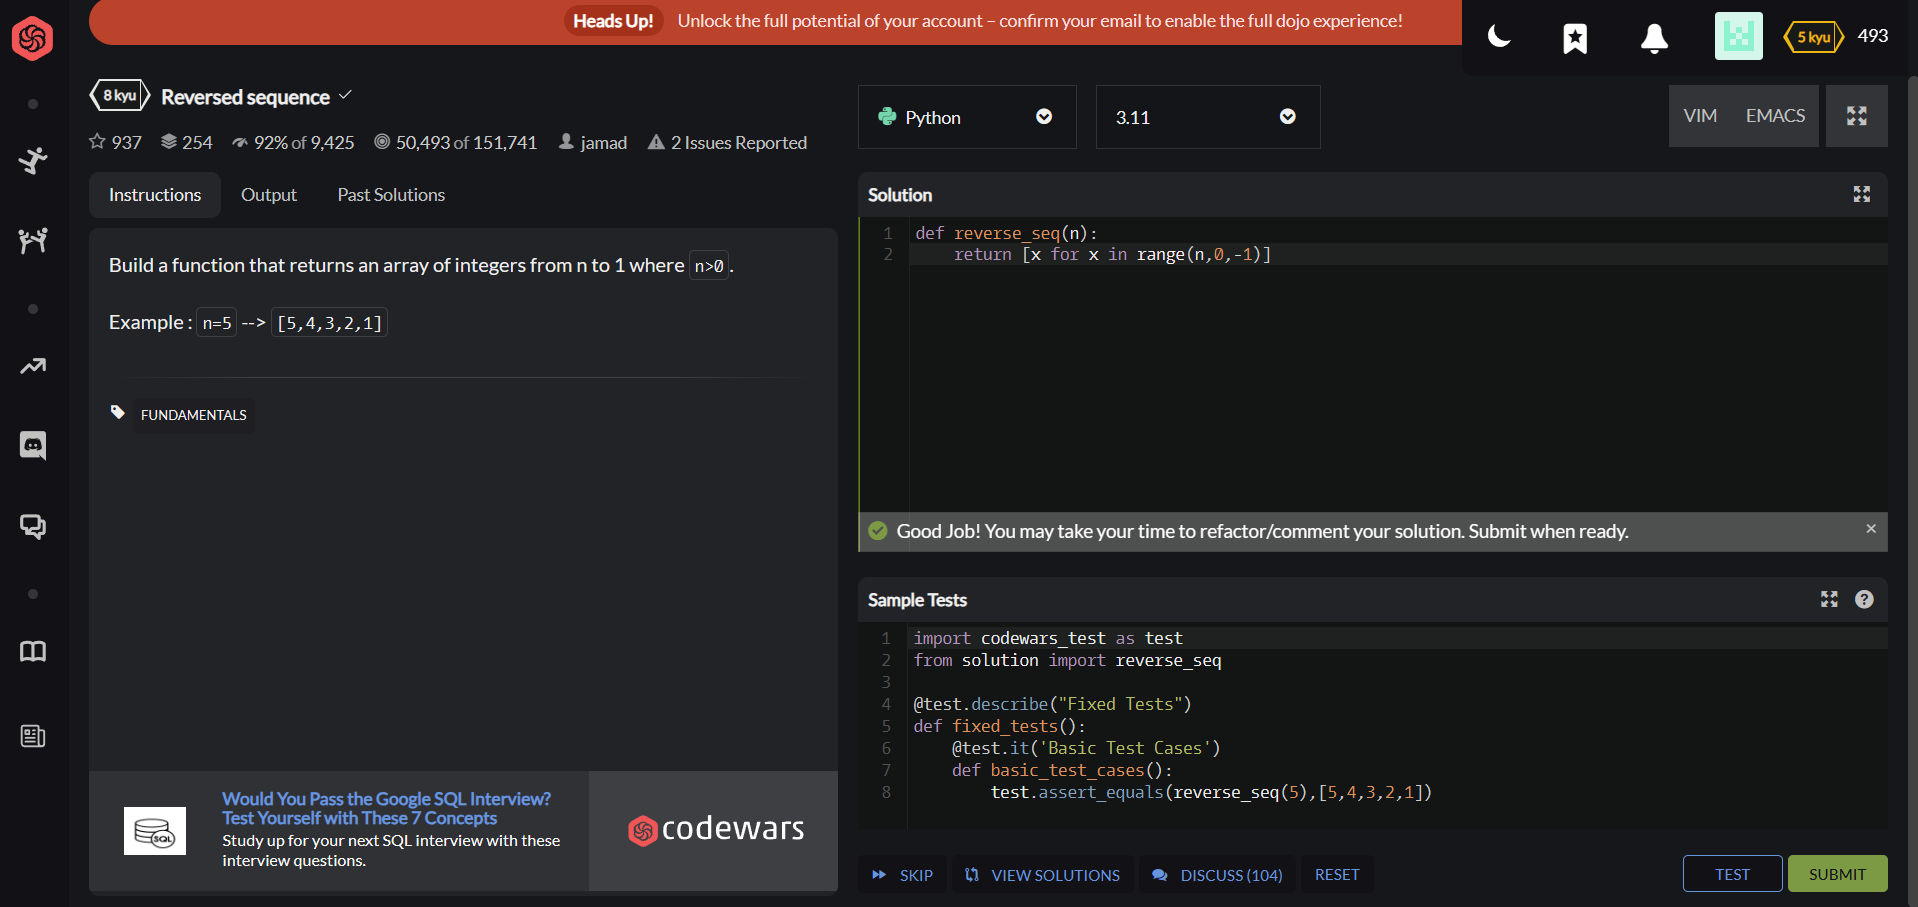 Heads Up! Unlock the full potential of your account – confirm your email to enable the full dojo experience!
5 kyu 493
8 kyu Reversed sequence
937 254 92% of 9,425 50,493 of 151,741 jamad 2 Issues Reported
Instructions Output Past Solutions
Build a function that returns an array of integers from n to 1 where n>0.
Example : n=5 --> [5,4,3,2,1]
FUNDAMENTALS
Would You Pass the Google SQL Interview?
Test Yourself with These 7 Concepts
Study up for your next SQL interview with these
interview questions.
SQL
codewars
Python 3.11 VIM EMACS
Solution
1 def reverse_seq(n):
2     return [x for x in range(n,0,-1)]
Good Job! You may take your time to refactor/comment your solution. Submit when ready. ×
Sample Tests ?
1 import codewars_test as test
2 from solution import reverse_seq
3
4 @test.describe("Fixed Tests")
5 def fixed_tests():
6     @test.it('Basic Test Cases')
7     def basic_test_cases():
8         test.assert_equals(reverse_seq(5),[5,4,3,2,1])
SKIP VIEW SOLUTIONS DISCUSS (104) RESET TEST SUBMIT